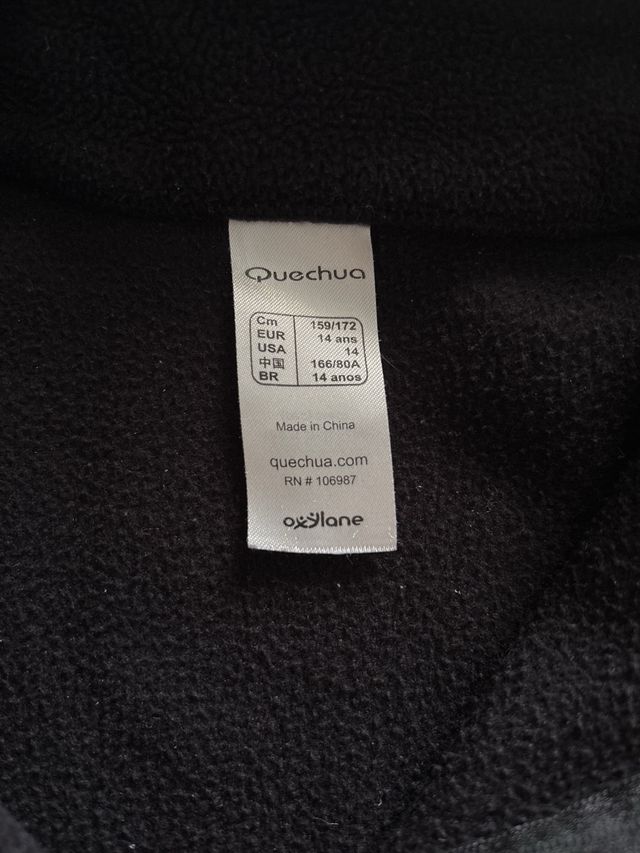 Quechua
Cm 159/172
EUR 14 ans
USA 14
中国 166/80A
BR 14 anos
Made in China
quechua.com
RN # 106987
oxylane